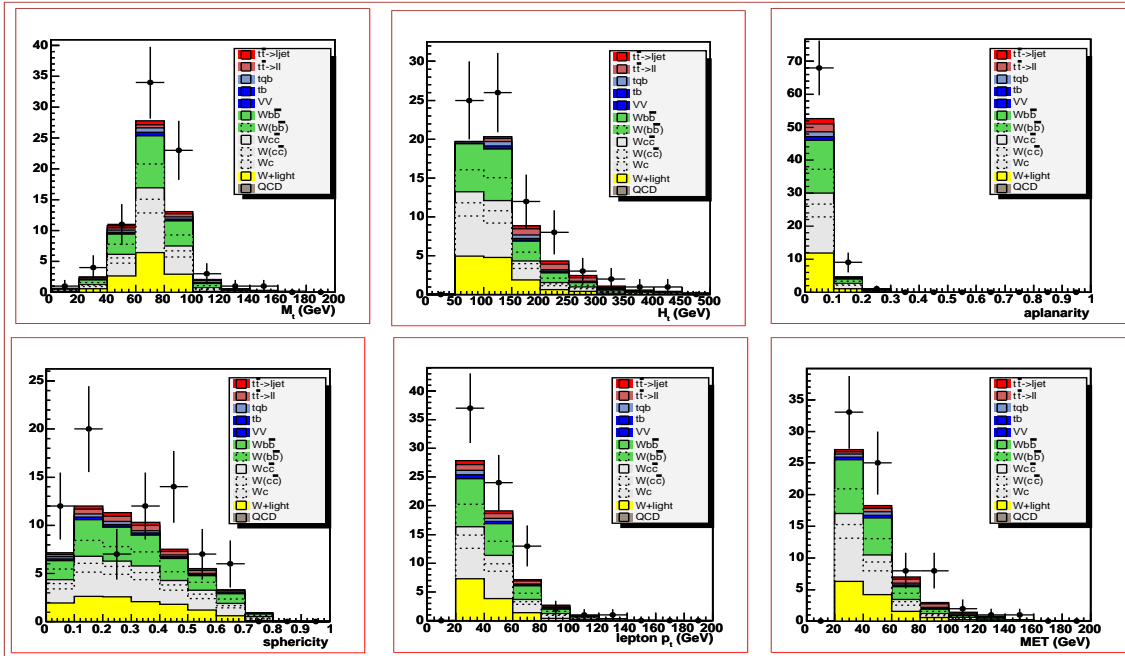 40
35
30
25
20
15
10
5
0
0 20 40 60 80 100 120 140 160 180 200
M_t (GeV)
tt̄->ljet
tt̄->ll
tqb
tb
VV
Wbb̄
W(bb̄)
Wcc̄
W(cc̄)
Wc
W+light
QCD
30
25
20
15
10
5
0
0 50 100 150 200 250 300 350 400 450 500
H_t (GeV)
tt̄->ljet
tt̄->ll
tqb
tb
VV
Wbb̄
W(bb̄)
Wcc̄
W(cc̄)
Wc
W+light
QCD
70
60
50
40
30
20
10
0
0 0.1 0.2 0.3 0.4 0.5 0.6 0.7 0.8 0.9 1
aplanarity
tt̄->ljet
tt̄->ll
tqb
tb
VV
Wbb̄
W(bb̄)
Wcc̄
W(cc̄)
Wc
W+light
QCD
25
20
15
10
5
0
0 0.1 0.2 0.3 0.4 0.5 0.6 0.7 0.8 0.9 1
sphericity
tt̄->ljet
tt̄->ll
tqb
tb
VV
Wbb̄
W(bb̄)
Wcc̄
W(cc̄)
Wc
W+light
QCD
40
35
30
25
20
15
10
5
0
0 20 40 60 80 100 120 140 160 180 200
lepton p_t (GeV)
tt̄->ljet
tt̄->ll
tqb
tb
VV
Wbb̄
W(bb̄)
Wcc̄
W(cc̄)
Wc
W+light
QCD
35
30
25
20
15
10
5
0
0 20 40 60 80 100 120 140 160 180 200
MET (GeV)
tt̄->ljet
tt̄->ll
tqb
tb
VV
Wbb̄
W(bb̄)
Wcc̄
W(cc̄)
Wc
W+light
QCD